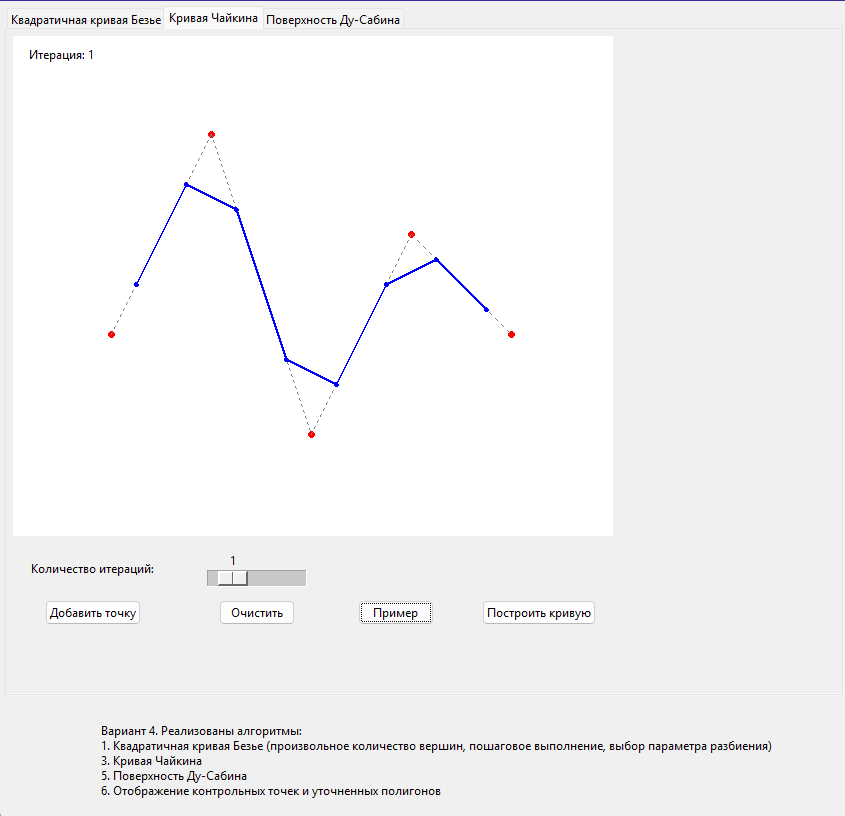 Квадратичная кривая Безье Кривая Чайкина Поверхность Ду-Сабина
Итерация: 1
1
Количество итераций:
Добавить точку Очистить Пример Построить кривую
Вариант 4. Реализованы алгоритмы:
1. Квадратичная кривая Безье (произвольное количество вершин, пошаговое выполнение, выбор параметра разбиения)
3. Кривая Чайкина
5. Поверхность Ду-Сабина
6. Отображение контрольных точек и уточненных полигонов